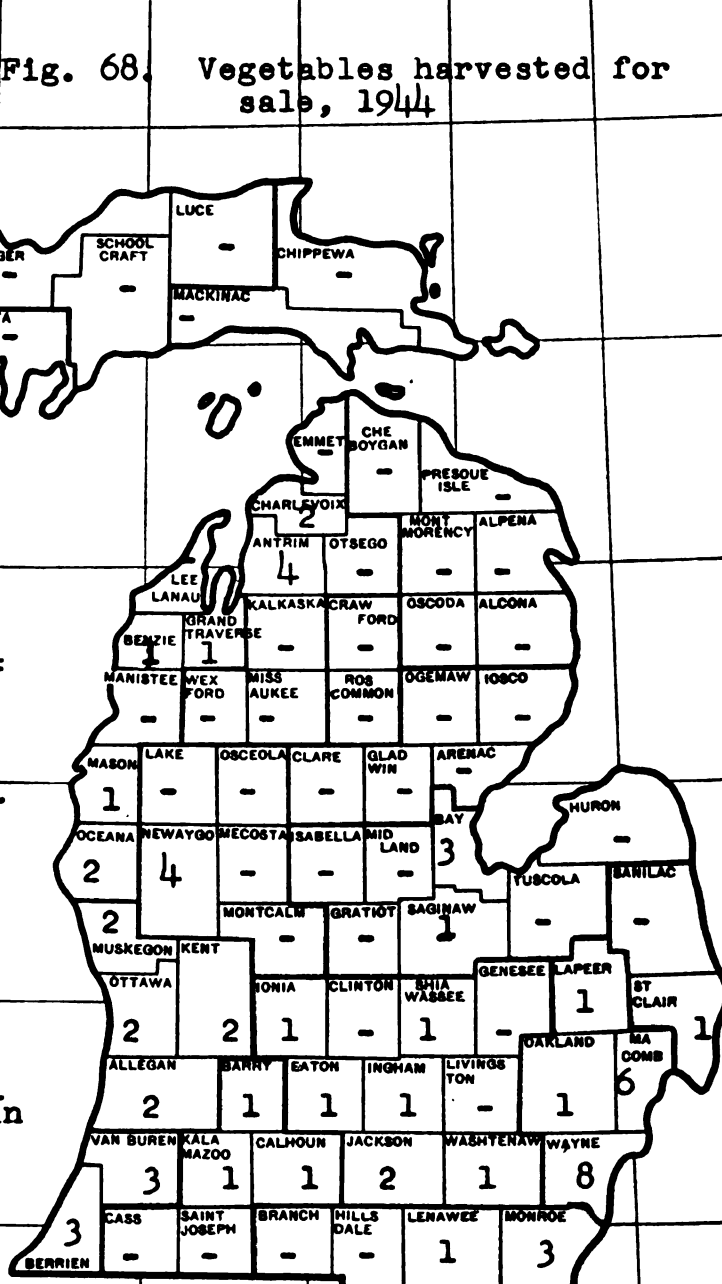 Fig. 68. Vegetables harvested for
sale, 1944
LUCE
-
SCHOOL
CRAFT
-
CHIPPEWA
-
GER
-
MACKINAC
-
TA
-
EMMET
-
CHE
BOYGAN
-
PRESQUE
ISLE
-
CHARLEVOIX
2
ANTRIM
4
OTSEGO
-
MONT
MORENCY
-
ALPENA
-
LEE
LANAU
BENZIE
1
GRAND
TRAVERSE
1
KALKASKA
-
CRAW
FORD
-
OSCODA
-
ALCONA
-
MANISTEE
-
WEX
FORD
-
MISS
AUKEE
-
ROS
COMMON
-
OGEMAW
-
IOSCO
-
MASON
1
LAKE
-
OSCEOLA
-
CLARE
-
GLAD
WIN
-
ARENAC
-
HURON
-
OCEANA
2
NEWAYGO
4
MECOSTA
-
ISABELLA
-
MID
LAND
-
BAY
3
TUSCOLA
-
SANILAC
-
2
MUSKEGON
KENT
2
MONTCALM
-
GRATIOT
-
SAGINAW
1
OTTAWA
2
IONIA
1
CLINTON
-
SHIA
WASSEE
1
GENESEE
-
LAPEER
1
ST
CLAIR
1
ALLEGAN
2
BARRY
1
EATON
1
INGHAM
1
LIVINGS
TON
-
OAKLAND
1
MA
COMB
6
In
VAN BUREN
3
KALA
MAZOO
1
CALHOUN
1
JACKSON
2
WASHTENAW
1
WAYNE
8
3
BERRIEN
CASS
-
SAINT
JOSEPH
-
BRANCH
-
HILLS
DALE
-
LENAWEE
1
MONROE
3